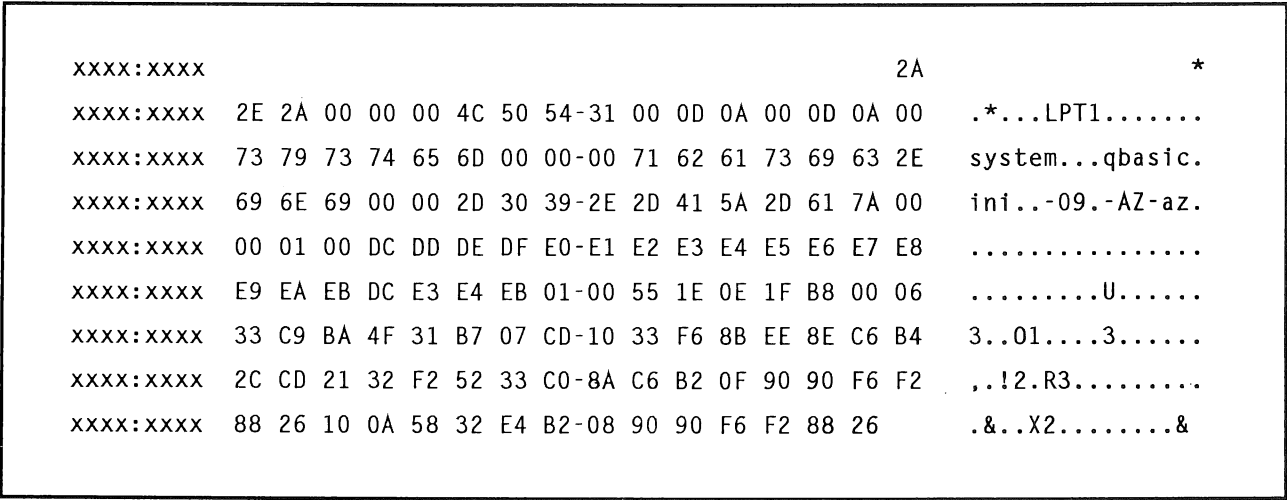 xxxx:xxxx 2A *
xxxx:xxxx 2E 2A 00 00 00 4C 50 54-31 00 0D 0A 00 0D 0A 00 .*...LPT1.......
xxxx:xxxx 73 79 73 74 65 6D 00 00-00 71 62 61 73 69 63 2E system...qbasic.
xxxx:xxxx 69 6E 69 00 00 2D 30 39-2E 2D 41 5A 2D 61 7A 00 ini..-09.-AZ-az.
xxxx:xxxx 00 01 00 DC DD DE DF E0-E1 E2 E3 E4 E5 E6 E7 E8 ................
xxxx:xxxx E9 EA EB DC E3 E4 EB 01-00 55 1E 0E 1F B8 00 06 .........U......
xxxx:xxxx 33 C9 BA 4F 31 B7 07 CD-10 33 F6 8B EE 8E C6 B4 3..O1....3......
xxxx:xxxx 2C CD 21 32 F2 52 33 C0-8A C6 B2 0F 90 90 F6 F2 ,.!2.R3.........
xxxx:xxxx 88 26 10 0A 58 32 E4 B2-08 90 90 F6 F2 88 26 .&..X2........&